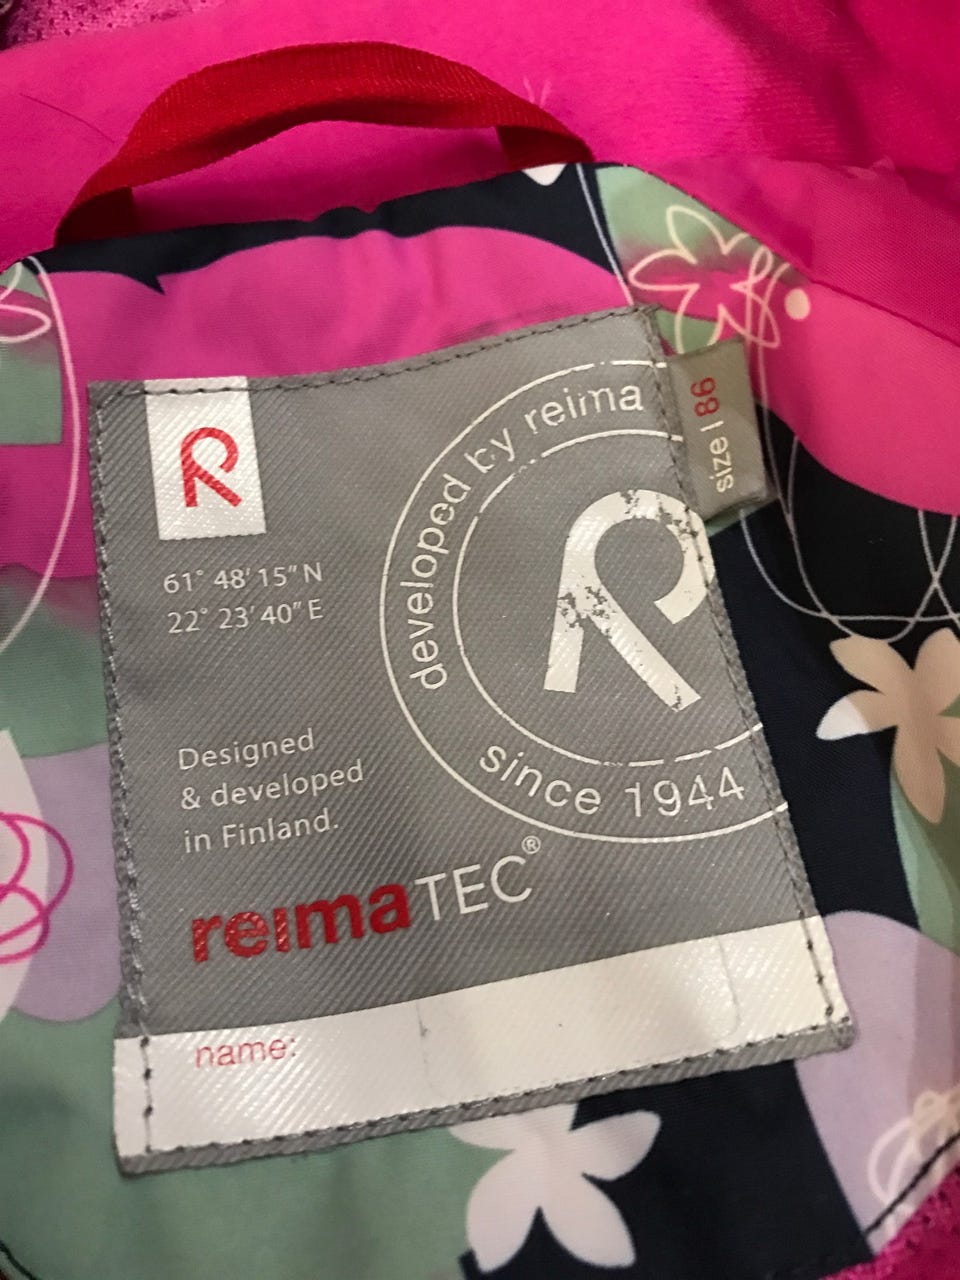 R
61° 48' 15" N
22° 23' 40" E
developed by reima
R
since 1944
size | 86
Designed
& developed
in Finland.
reimaTEC®
name: